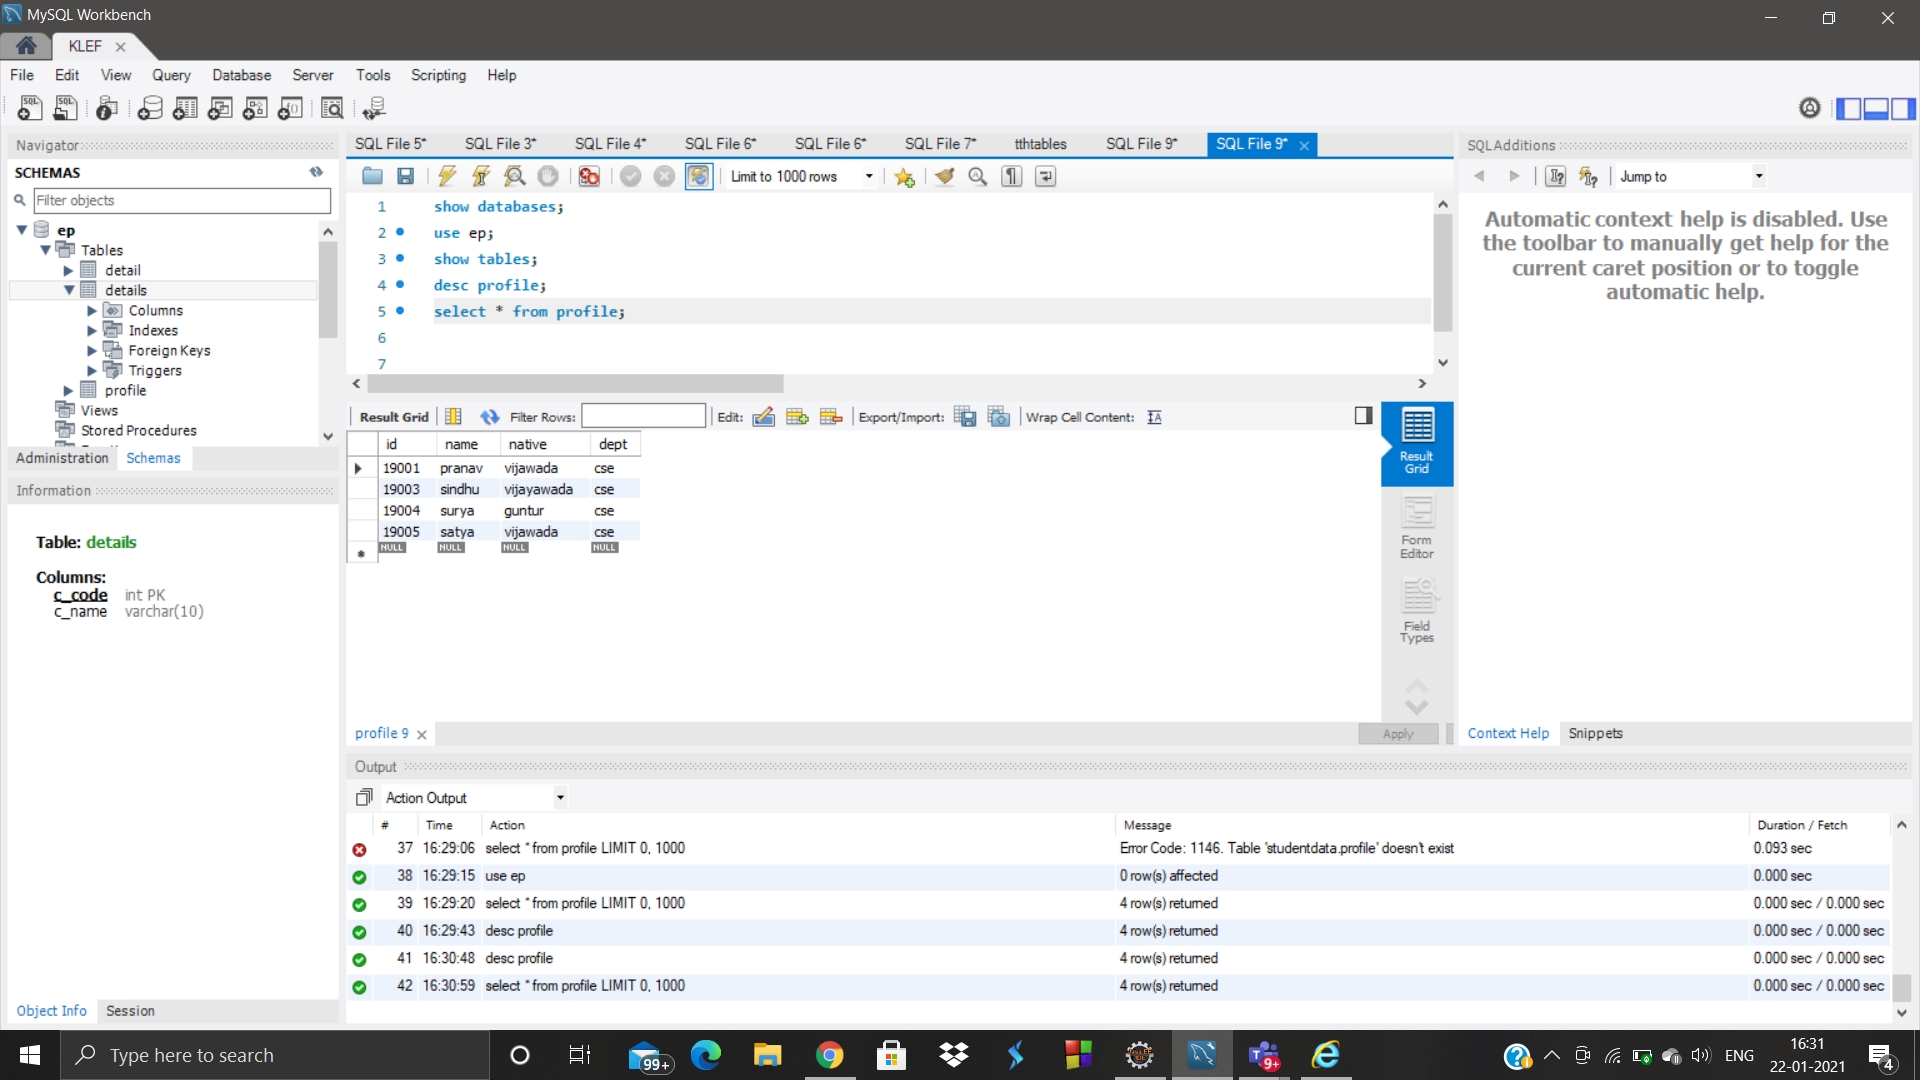 MySQL Workbench
KLEF
File Edit View Query Database Server Tools Scripting Help
Navigator
SCHEMAS
Filter objects
ep
Tables
detail
details
Columns
Indexes
Foreign Keys
Triggers
profile
Views
Stored Procedures
Administration Schemas
Information
Table: details
Columns:
c_code int PK
c_name varchar(10)
Object Info Session
SQL File 5* SQL File 3* SQL File 4* SQL File 6* SQL File 6* SQL File 7* tthtables SQL File 9* SQL File 9*
Limit to 1000 rows
1 show databases;
2 use ep;
3 show tables;
4 desc profile;
5 select * from profile;
6
7
Result Grid Filter Rows: Edit: Export/Import: Wrap Cell Content:
id name native dept
19001 pranav vijawada cse
19003 sindhu vijayawada cse
19004 surya guntur cse
19005 satya vijawada cse
NULL NULL NULL NULL
Result
Grid
Form
Editor
Field
Types
profile 9
Apply
SQLAdditions
Jump to
Automatic context help is disabled. Use
the toolbar to manually get help for the
current caret position or to toggle
automatic help.
Context Help Snippets
Output
Action Output
# Time Action Message Duration / Fetch
37 16:29:06 select * from profile LIMIT 0, 1000 Error Code: 1146. Table 'studentdata.profile' doesn't exist 0.093 sec
38 16:29:15 use ep 0 row(s) affected 0.000 sec
39 16:29:20 select * from profile LIMIT 0, 1000 4 row(s) returned 0.000 sec / 0.000 sec
40 16:29:43 desc profile 4 row(s) returned 0.000 sec / 0.000 sec
41 16:30:48 desc profile 4 row(s) returned 0.000 sec / 0.000 sec
42 16:30:59 select * from profile LIMIT 0, 1000 4 row(s) returned 0.000 sec / 0.000 sec
Type here to search
99+
9+
ENG
16:31
22-01-2021
4